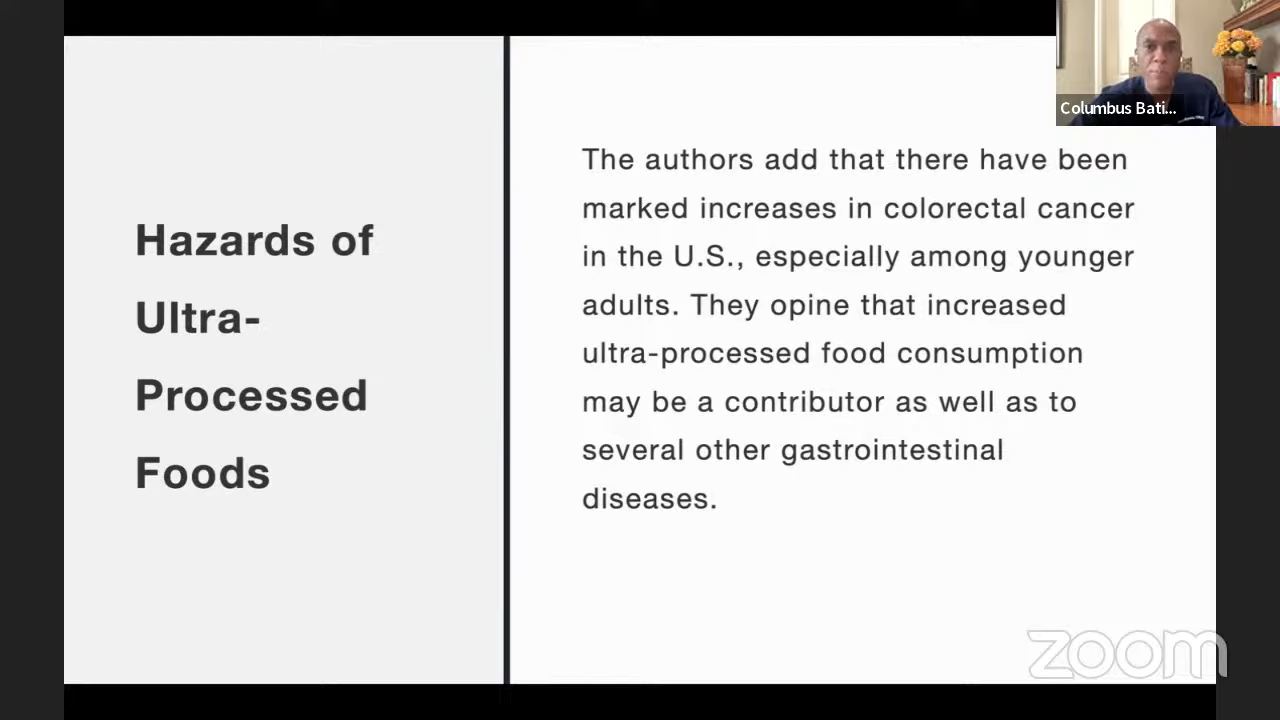 Columbus Bati...
Hazards of
Ultra-
Processed
Foods
The authors add that there have been
marked increases in colorectal cancer
in the U.S., especially among younger
adults. They opine that increased
ultra-processed food consumption
may be a contributor as well as to
several other gastrointestinal
diseases.
zoom